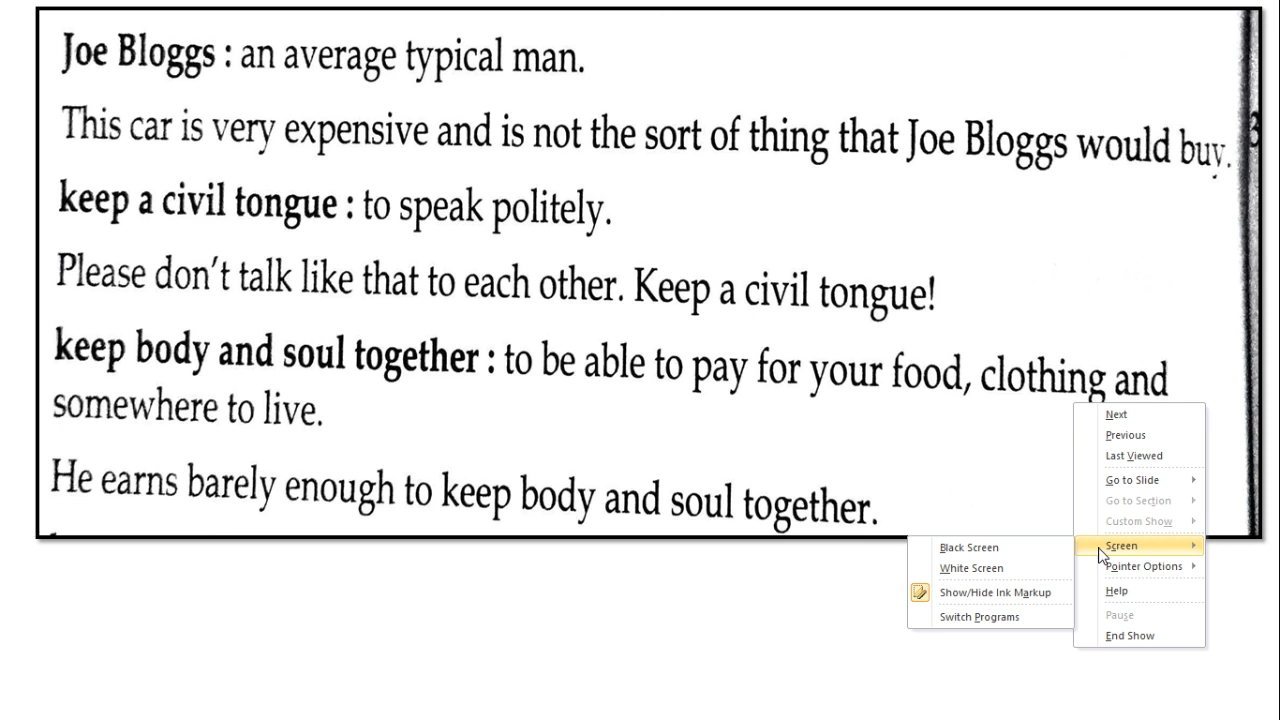 Joe Bloggs : an average typical man.
This car is very expensive and is not the sort of thing that Joe Bloggs would buy.
keep a civil tongue : to speak politely.
Please don't talk like that to each other. Keep a civil tongue!
keep body and soul together : to be able to pay for your food, clothing and
somewhere to live.
He earns barely enough to keep body and soul together.
3
Next
Previous
Last Viewed
Go to Slide
Go to Section
Custom Show
Screen
Pointer Options
Help
Pause
End Show
Black Screen
White Screen
Show/Hide Ink Markup
Switch Programs